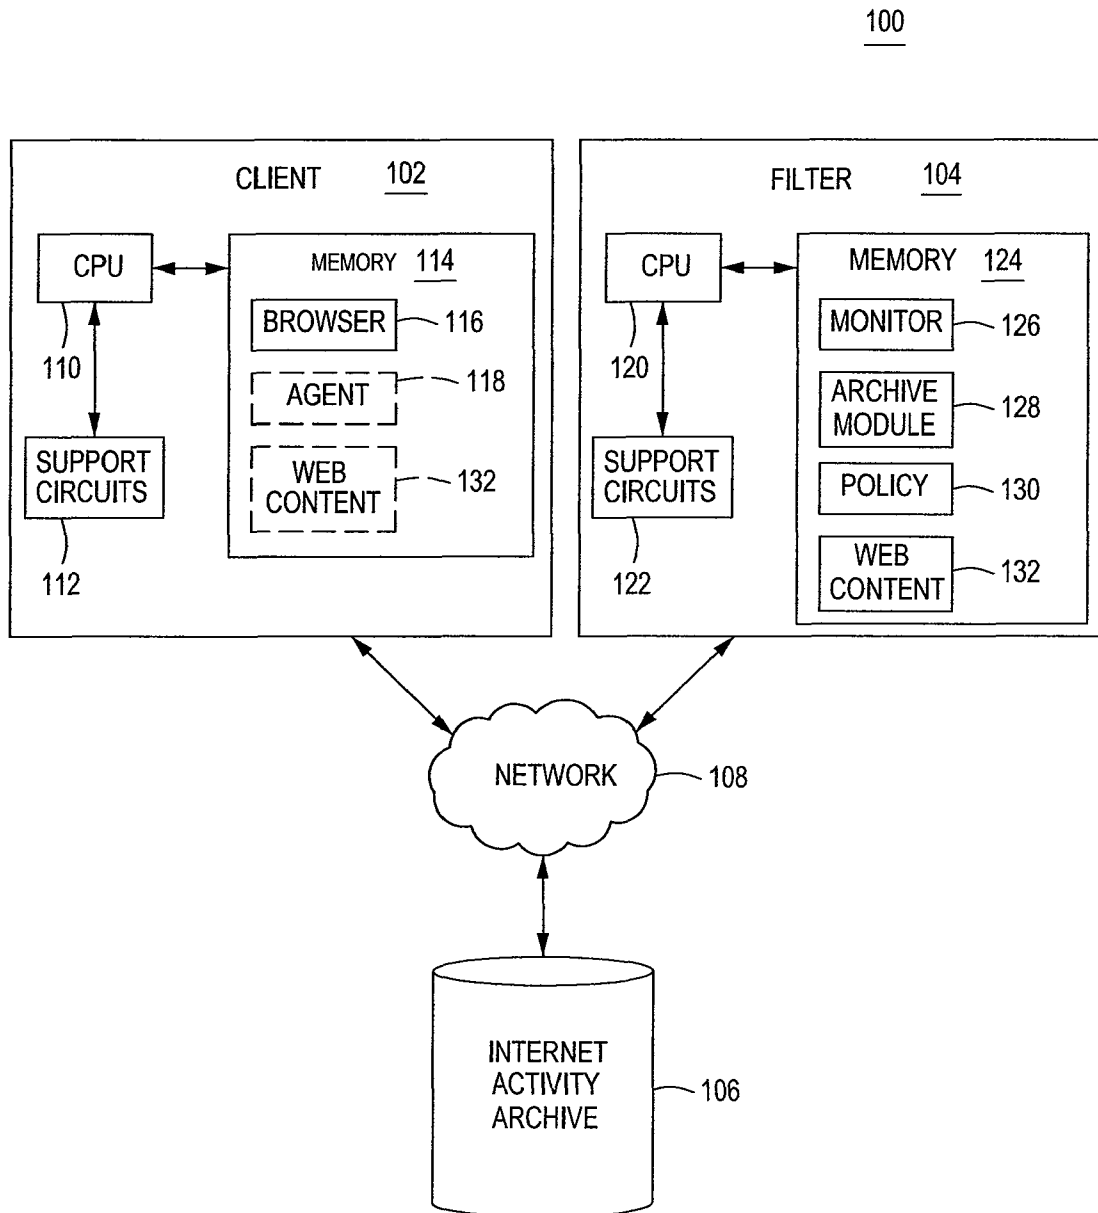 100
CLIENT 102
CPU
110
SUPPORT
CIRCUITS
112
MEMORY 114
BROWSER
116
AGENT
118
WEB
CONTENT
132
FILTER 104
CPU
120
SUPPORT
CIRCUITS
122
MEMORY 124
MONITOR
126
ARCHIVE
MODULE
128
POLICY
130
WEB
CONTENT
132
NETWORK
108
INTERNET
ACTIVITY
ARCHIVE
106